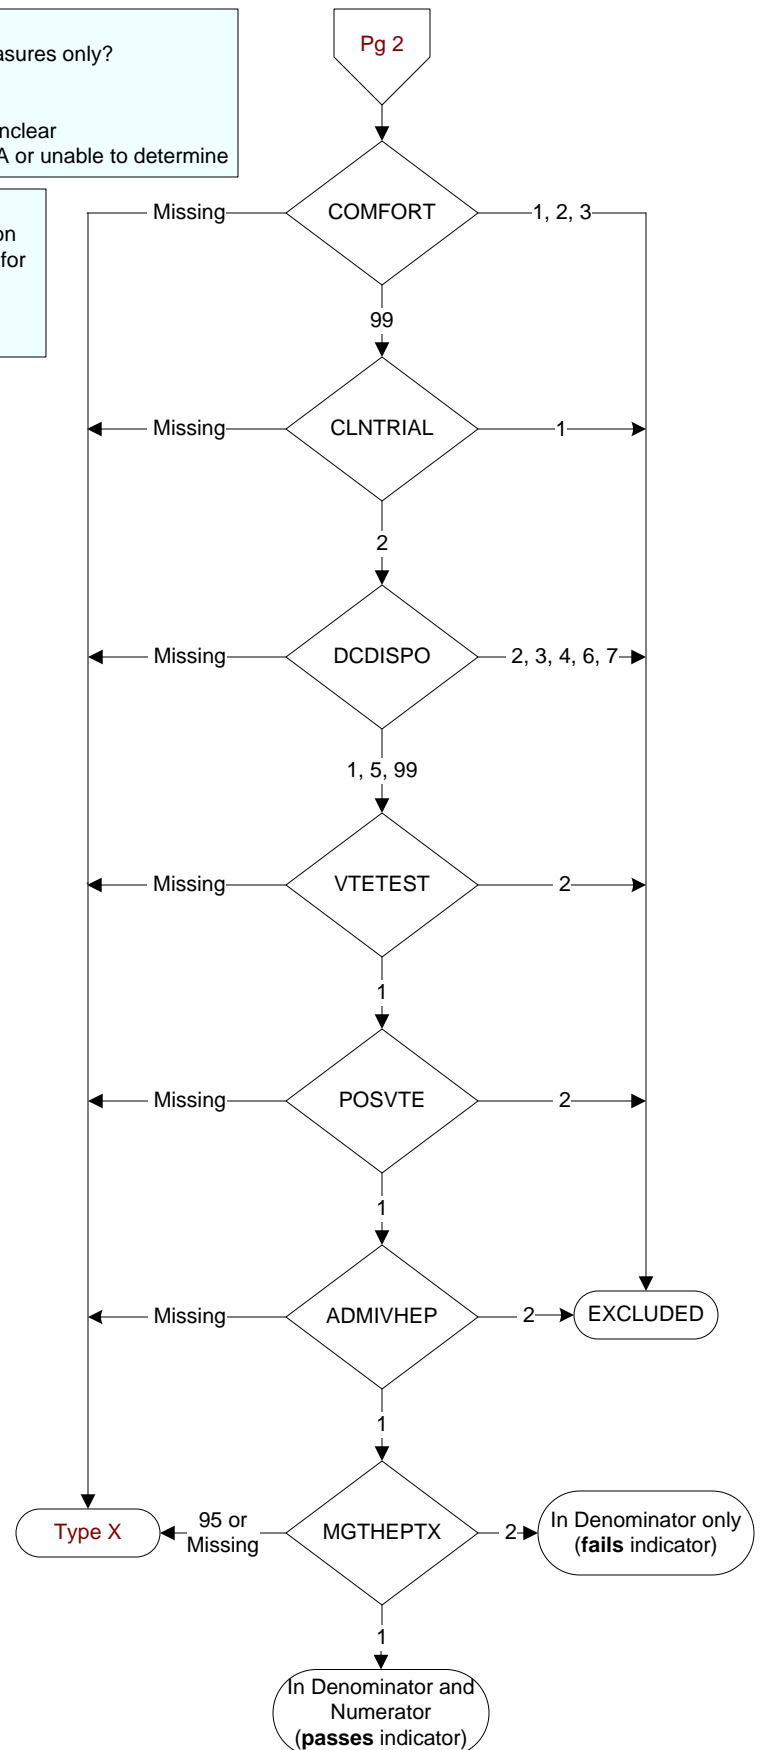 asures only?
nclear
A or unable to determine
on
for
Pg 2
COMFORT
Missing
1, 2, 3
99
CLNTRIAL
Missing
1
2
DCDISPO
Missing
2, 3, 4, 6, 7
1, 5, 99
VTETEST
Missing
2
1
POSVTE
Missing
2
1
ADMIVHEP
Missing
2
EXCLUDED
1
MGTHEPTX
95 or
Missing
Type X
2
In Denominator only
(fails indicator)
1
In Denominator and
Numerator
(passes indicator)